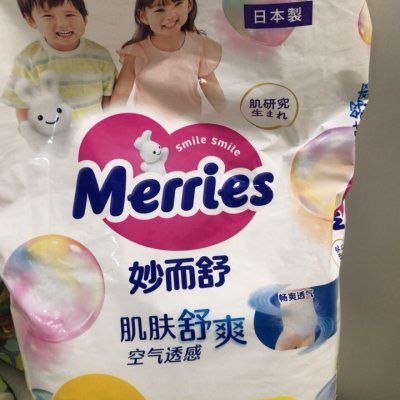 日本製
肌研究
生まれ
smile smile
Merries
妙而舒
肌肤舒爽
空气透感
畅爽透气